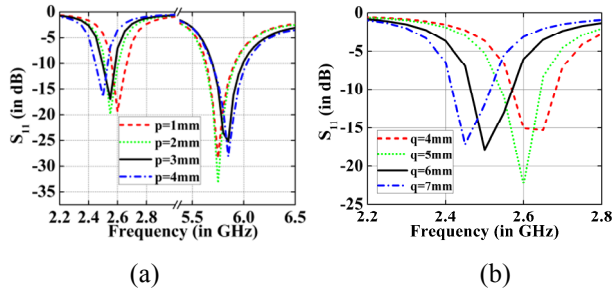 (a)
0
-5
-10
-15
-20
-25
-30
-35
S11 (in dB)
p=1mm
p=2mm
p=3mm
p=4mm
2.2 2.4 2.6 2.8 5.5 6.0 6.5
Frequency (in GHz)
(a)
(b)
0
-5
-10
-15
-20
-25
S11 (in dB)
q=4mm
q=5mm
q=6mm
q=7mm
2.2 2.4 2.6 2.8
Frequency (in GHz)
(b)